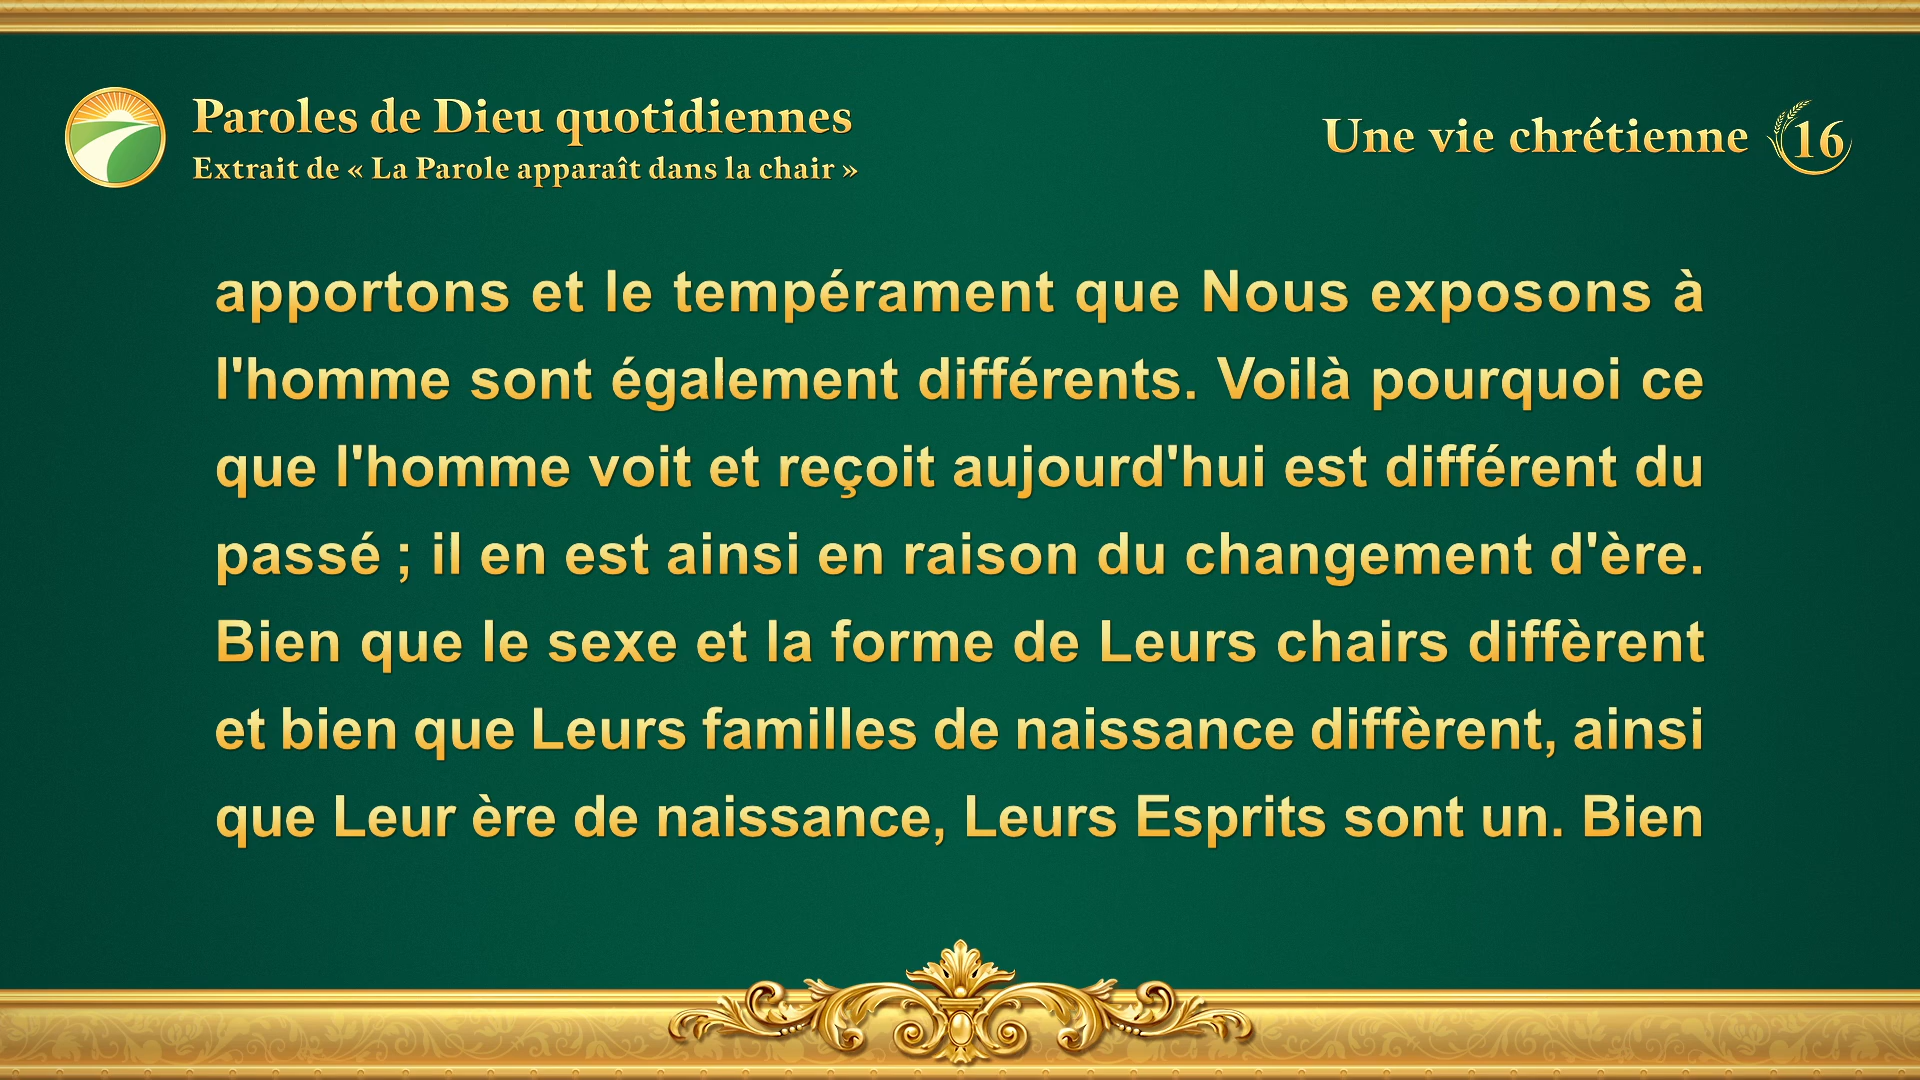 Paroles de Dieu quotidiennes
Extrait de « La Parole apparaît dans la chair »
Une vie chrétienne 16
apportons et le tempérament que Nous exposons à
l'homme sont également différents. Voilà pourquoi ce
que l'homme voit et reçoit aujourd'hui est différent du
passé ; il en est ainsi en raison du changement d'ère.
Bien que le sexe et la forme de Leurs chairs diffèrent
et bien que Leurs familles de naissance diffèrent, ainsi
que Leur ère de naissance, Leurs Esprits sont un. Bien